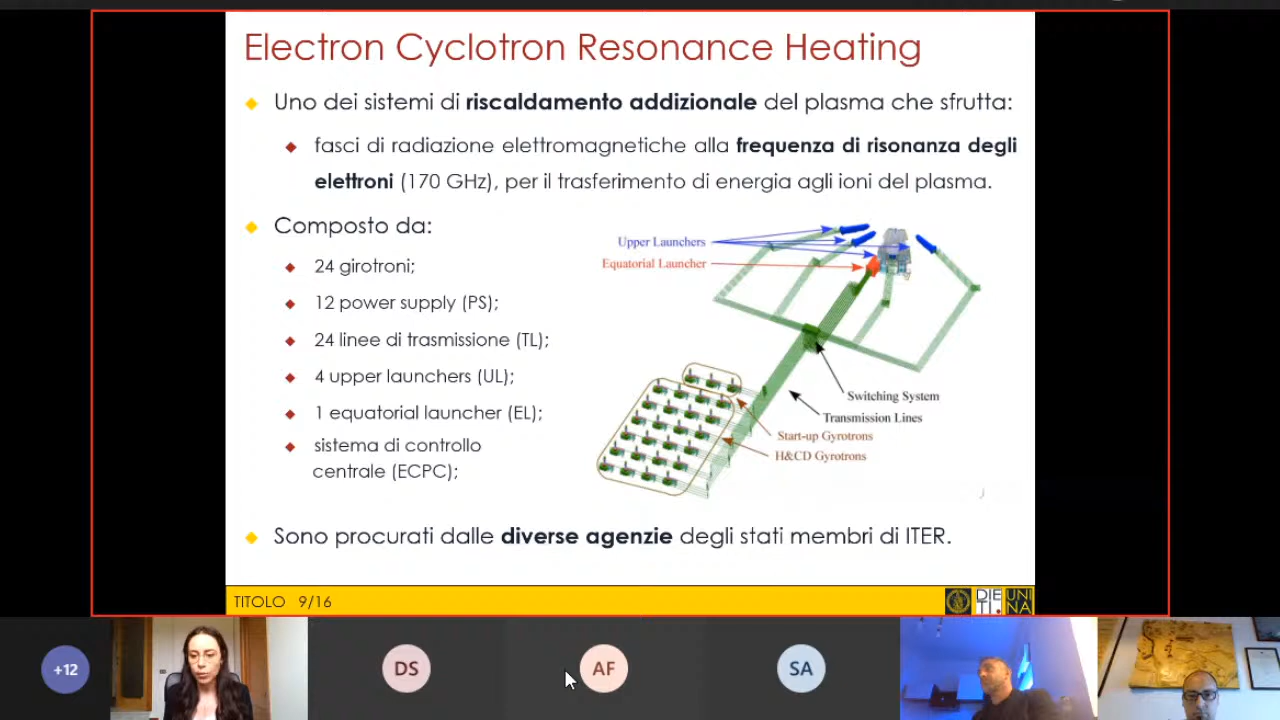 Electron Cyclotron Resonance Heating
Uno dei sistemi di riscaldamento addizionale del plasma che sfrutta:
fasci di radiazione elettromagnetiche alla frequenza di risonanza degli
elettroni (170 GHz), per il trasferimento di energia agli ioni del plasma.
Composto da:
24 girotroni;
12 power supply (PS);
24 linee di trasmissione (TL);
4 upper launchers (UL);
1 equatorial launcher (EL);
sistema di controllo
centrale (ECPC);
Upper Launchers
Equatorial Launcher
Switching System
Transmission Lines
Start-up Gyrotrons
H&CD Gyrotrons
Sono procurati dalle diverse agenzie degli stati membri di ITER.
TITOLO 9/16
DIE UNI
TI. NA
+12
DS
AF
SA